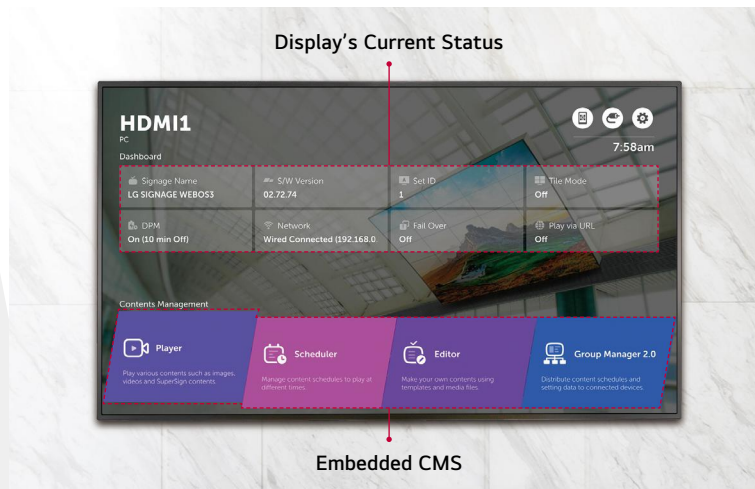 Display's Current Status
HDMI1
PC
7:58am
Dashboard
Signage Name
LG SIGNAGE WEBOS3
S/W Version
02.72.74
Set ID
1
Tile Mode
Off
DPM
On (10 min Off)
Network
Wired Connected (192.168.0
Fail Over
Off
Play via URL
Off
Contents Management
Player
Play various contents such as images,
videos and SuperSign contents.
Scheduler
Manage content schedules to play at
different times.
Editor
Make your own contents using
templates and media files.
Group Manager 2.0
Distribute content schedules and
setting data to connected devices.
Embedded CMS